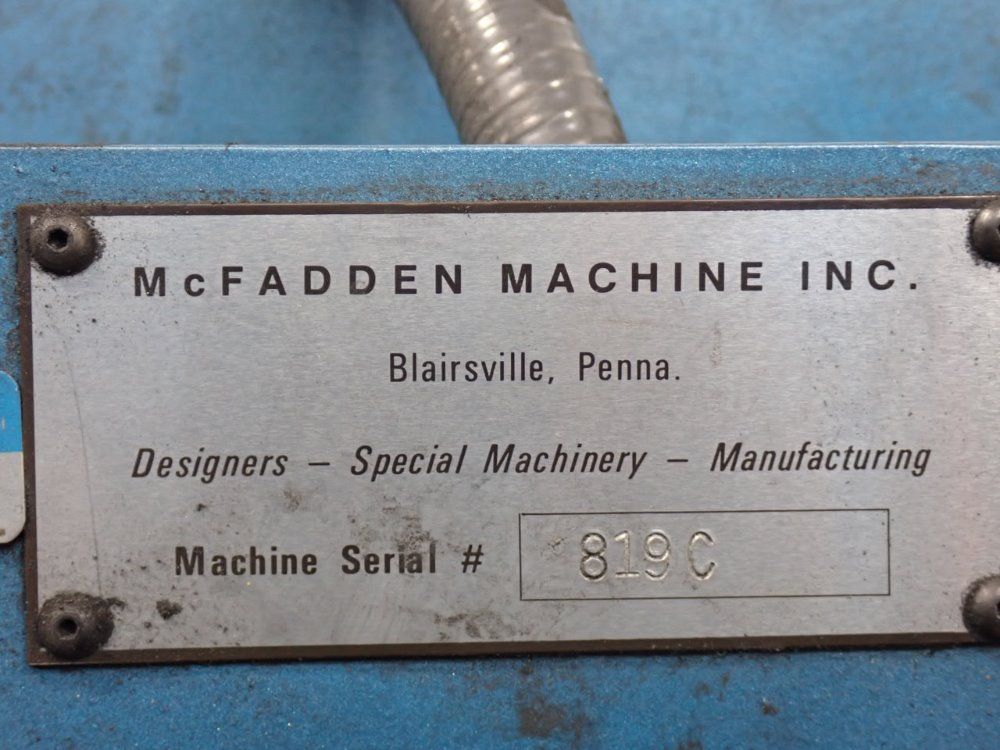 McFADDEN MACHINE INC.
Blairsville, Penna.
Designers – Special Machinery – Manufacturing
Machine Serial # 819C